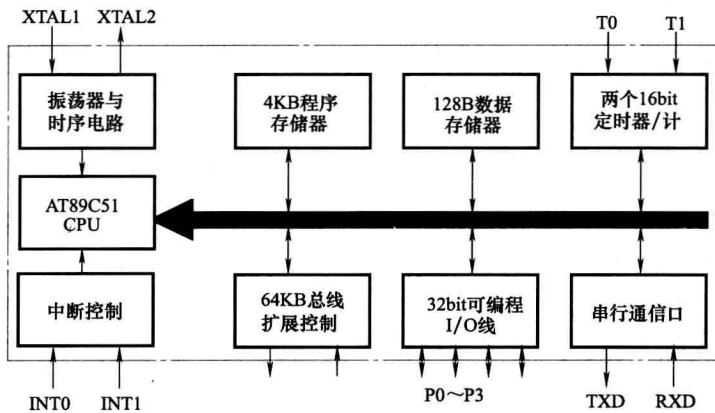 XTAL1 XTAL2 T0 T1
振荡器与
时序电路
4KB程序
存储器
128B数据
存储器
两个16bit
定时器/计
AT89C51
CPU
中断控制
64KB总线
扩展控制
32bit可编程
I/O线
串行通信口
INT0 INT1 P0～P3 TXD RXD